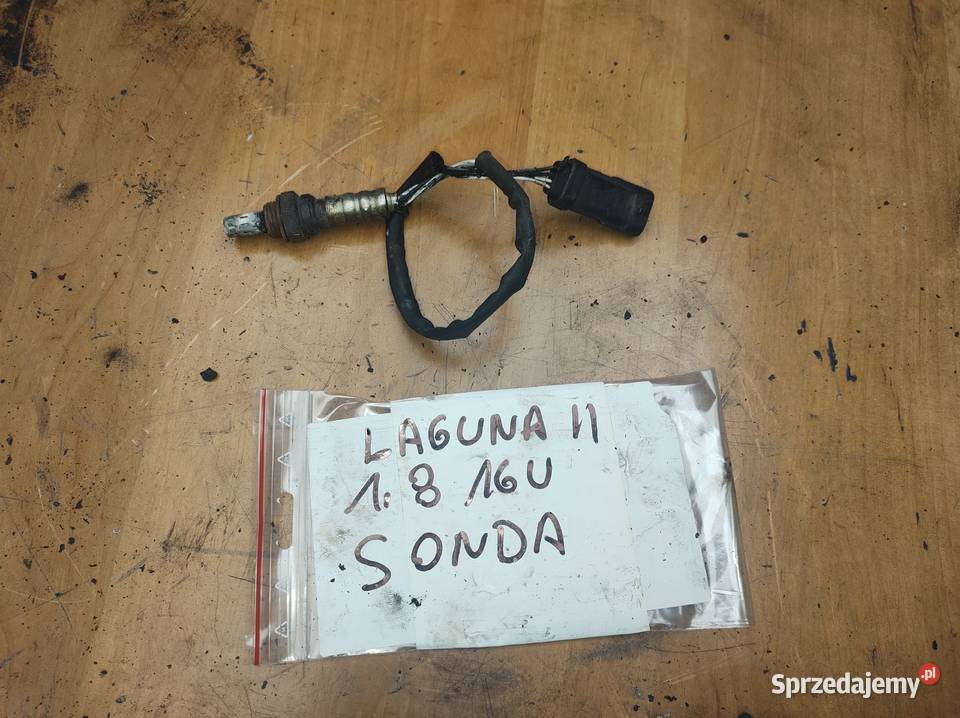 LAGUNA II
1.8 16V
SONDA
Sprzedajemy.pl